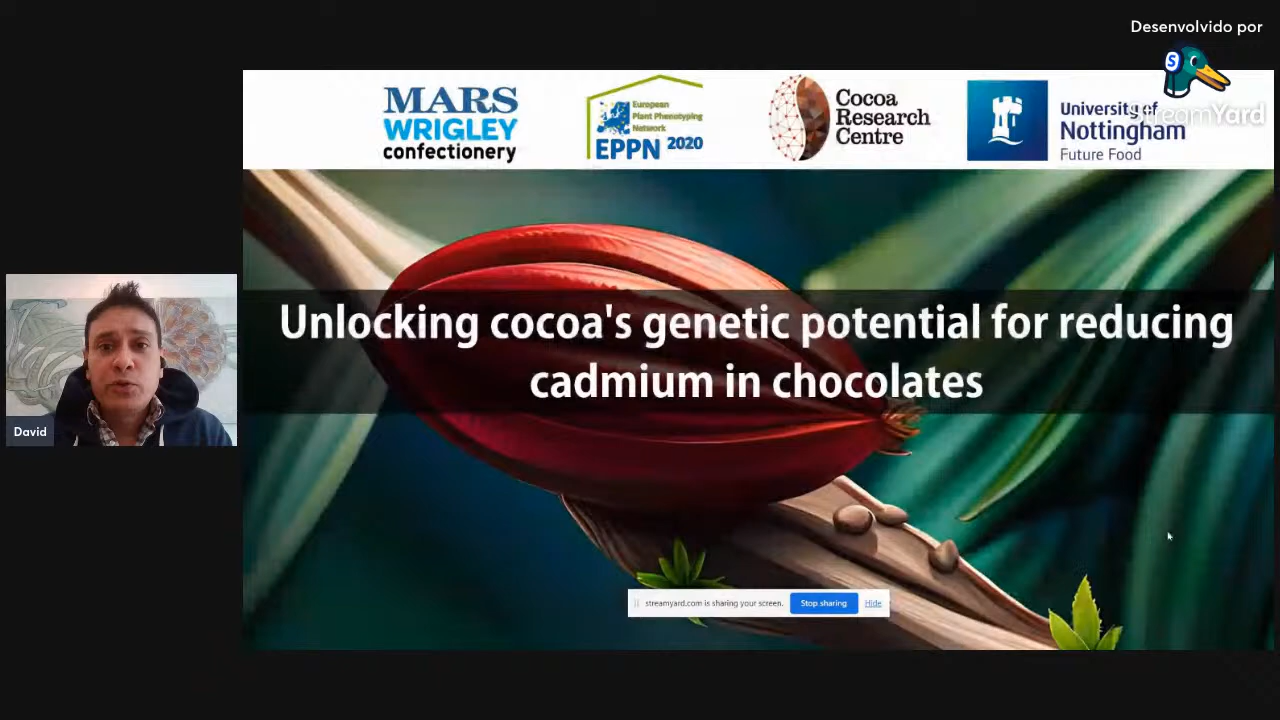 Desenvolvido por
StreamYard
MARS
WRIGLEY
confectionery
European
Plant Phenotyping
Network
EPPN 2020
Cocoa
Research
Centre
University of
Nottingham
Future Food
Unlocking cocoa's genetic potential for reducing
cadmium in chocolates
David
streamyard.com is sharing your screen.
Stop sharing
Hide